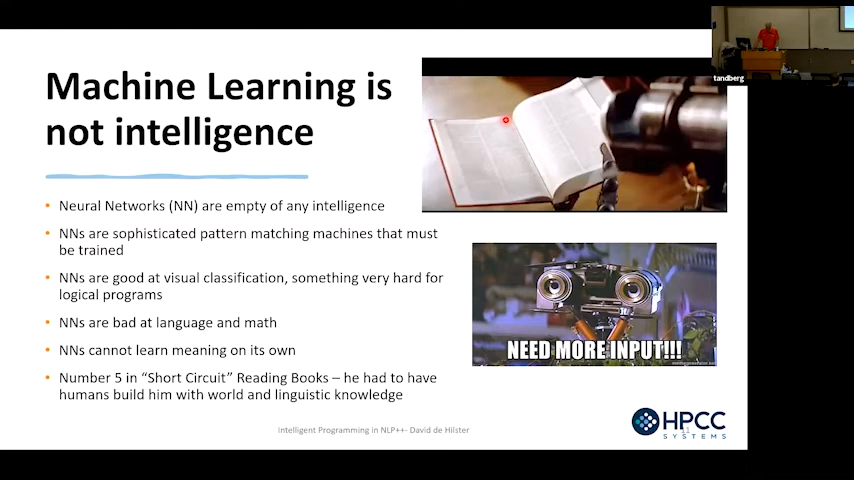 tandberg
Machine Learning is
not intelligence
• Neural Networks (NN) are empty of any intelligence
• NNs are sophisticated pattern matching machines that must
be trained
• NNs are good at visual classification, something very hard for
logical programs
• NNs are bad at language and math
• NNs cannot learn meaning on its own
• Number 5 in “Short Circuit” Reading Books – he had to have
humans build him with world and linguistic knowledge
NEED MORE INPUT!!!
Intelligent Programming in NLP++- David de Hilster
HPCC
SYSTEMS
11